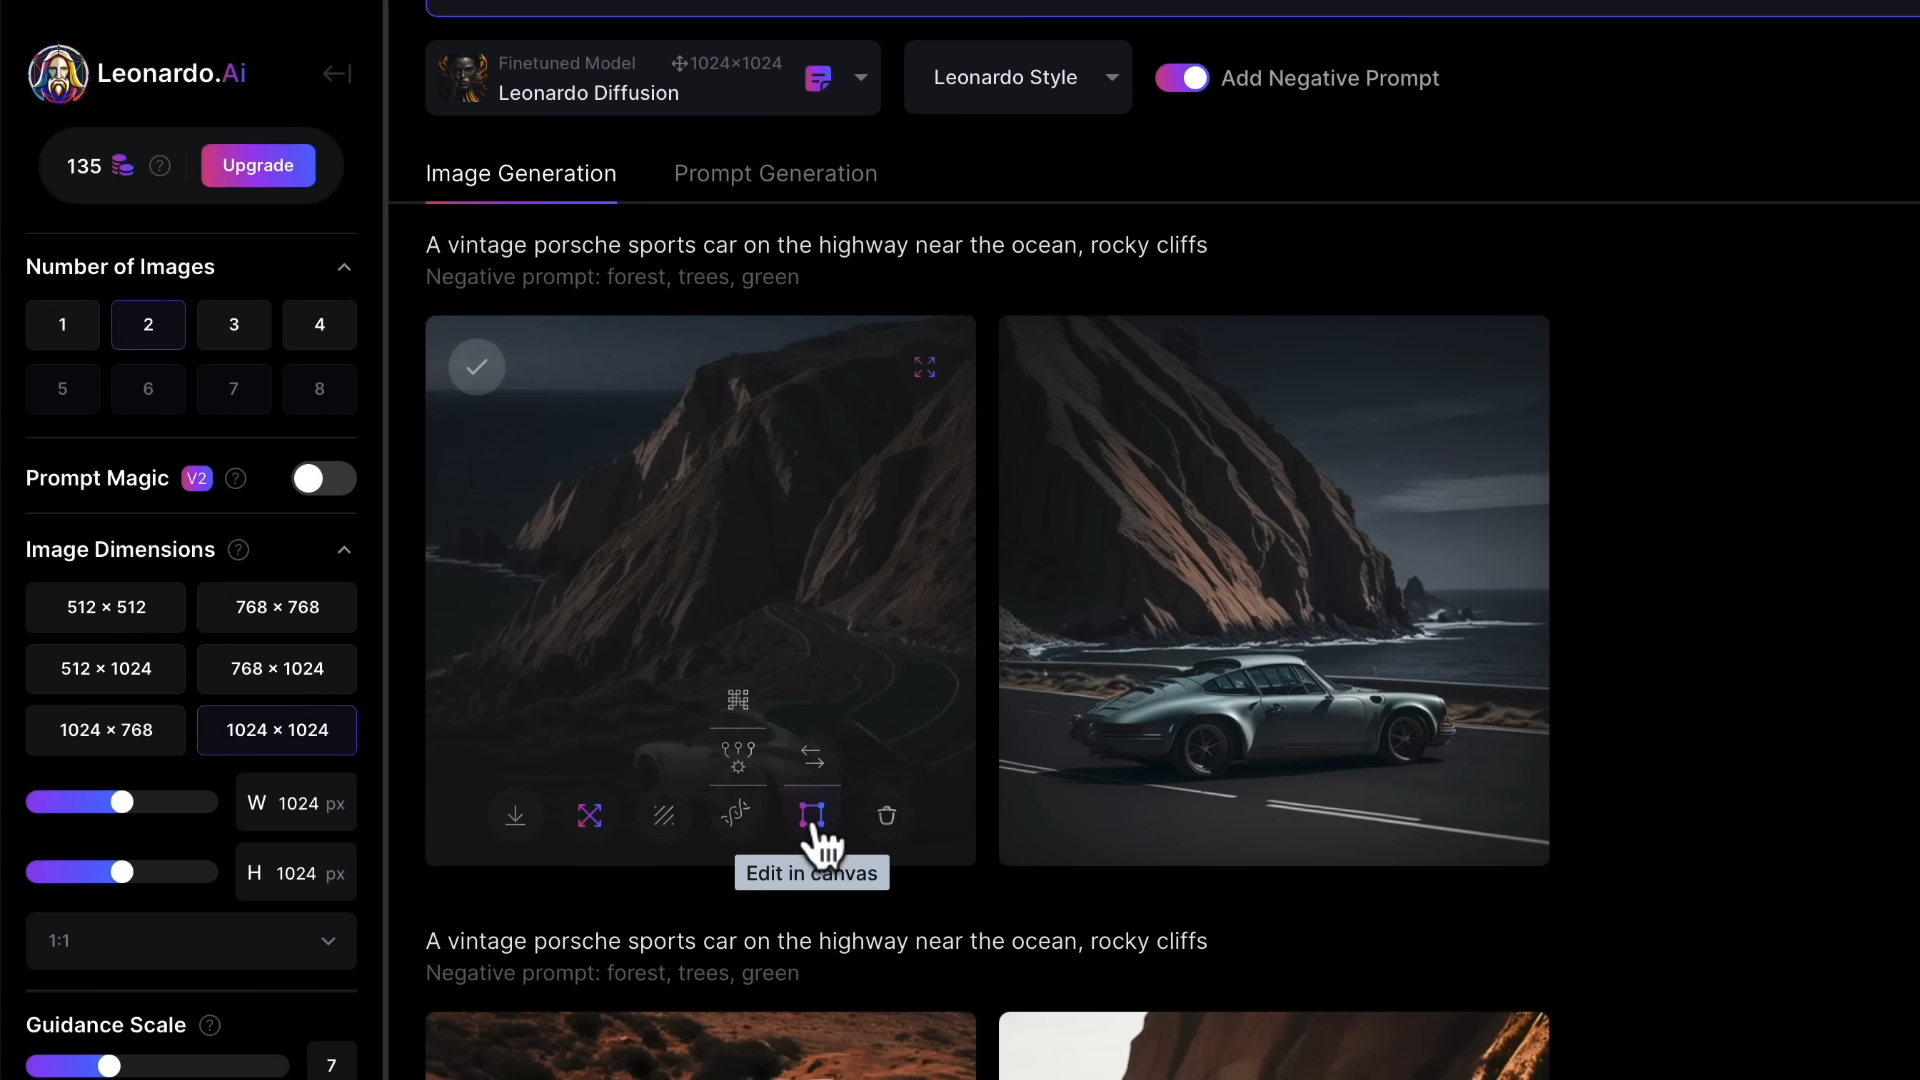 Leonardo.Ai
135
Upgrade
Number of Images
1
2
3
4
5
6
7
8
Prompt Magic V2
Image Dimensions
512 × 512
768 × 768
512 × 1024
768 × 1024
1024 × 768
1024 × 1024
W 1024 px
H 1024 px
1:1
Guidance Scale
7
Finetuned Model 1024×1024
Leonardo Diffusion
Leonardo Style
Add Negative Prompt
Image Generation
Prompt Generation
A vintage porsche sports car on the highway near the ocean, rocky cliffs
Negative prompt: forest, trees, green
Edit in canvas
A vintage porsche sports car on the highway near the ocean, rocky cliffs
Negative prompt: forest, trees, green